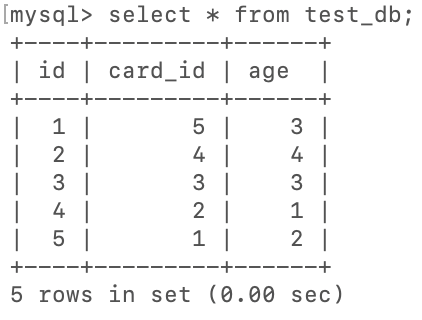 [mysql> select * from test_db;
+----+---------+------+
| id | card_id | age  |
+----+---------+------+
|  1 |       5 |    3 |
|  2 |       4 |    4 |
|  3 |       3 |    3 |
|  4 |       2 |    1 |
|  5 |       1 |    2 |
+----+---------+------+
5 rows in set (0.00 sec)